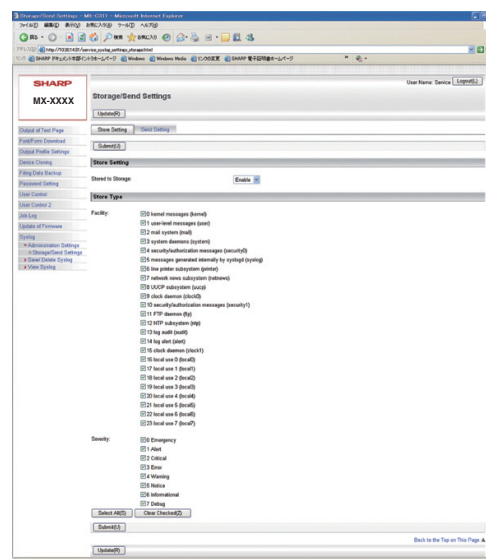 Storage/Send Settings - MX-C311 - Microsoft Internet Explorer
SHARP
MX-XXXX
User Name: Service
Logout(L)
Storage/Send Settings
Update(R)
Store Setting
Send Setting
Submit(U)
Output of Test Page
Font/Form Download
Output Profile Settings
Device Cloning
Filing Data Backup
Password Setting
User Control
User Control 2
Job Log
Update of Firmware
Syslog
Administration Settings
Storage/Send Settings
Save/ Delete Syslog
View Syslog
Store Setting
Stored to Storage:
Enable
Store Type
Facility:
0 kernel messages (kernel)
1 user-level messages (user)
2 mail system (mail)
3 system daemons (system)
4 security/authorization messages (security0)
5 messages generated internally by syslogd (syslog)
6 line printer subsystem (printer)
7 network news subsystem (netnews)
8 UUCP subsystem (uucp)
9 clock daemon (clock0)
10 security/authorization messages (security1)
11 FTP daemon (ftp)
12 NTP subsystem (ntp)
13 log audit (audit)
14 log alert (alert)
15 clock daemon (clock1)
16 local use 0 (local0)
17 local use 1 (local1)
18 local use 2 (local2)
19 local use 3 (local3)
20 local use 4 (local4)
21 local use 5 (local5)
22 local use 6 (local6)
23 local use 7 (local7)
Severity:
0 Emergency
1 Alert
2 Critical
3 Error
4 Warning
5 Notice
6 Informational
7 Debug
Select All(S)
Clear Checked(Z)
Submit(U)
Back to the Top on This Page
Update(R)